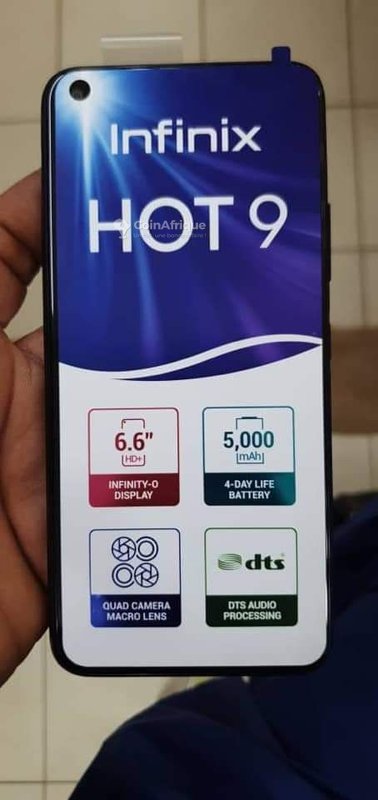 Infinix
HOT 9
CoinAfrique
6.6"
HD+
INFINITY-O
DISPLAY
5,000
mAh
4-DAY LIFE
BATTERY
QUAD CAMERA
MACRO LENS
dts
DTS AUDIO
PROCESSING